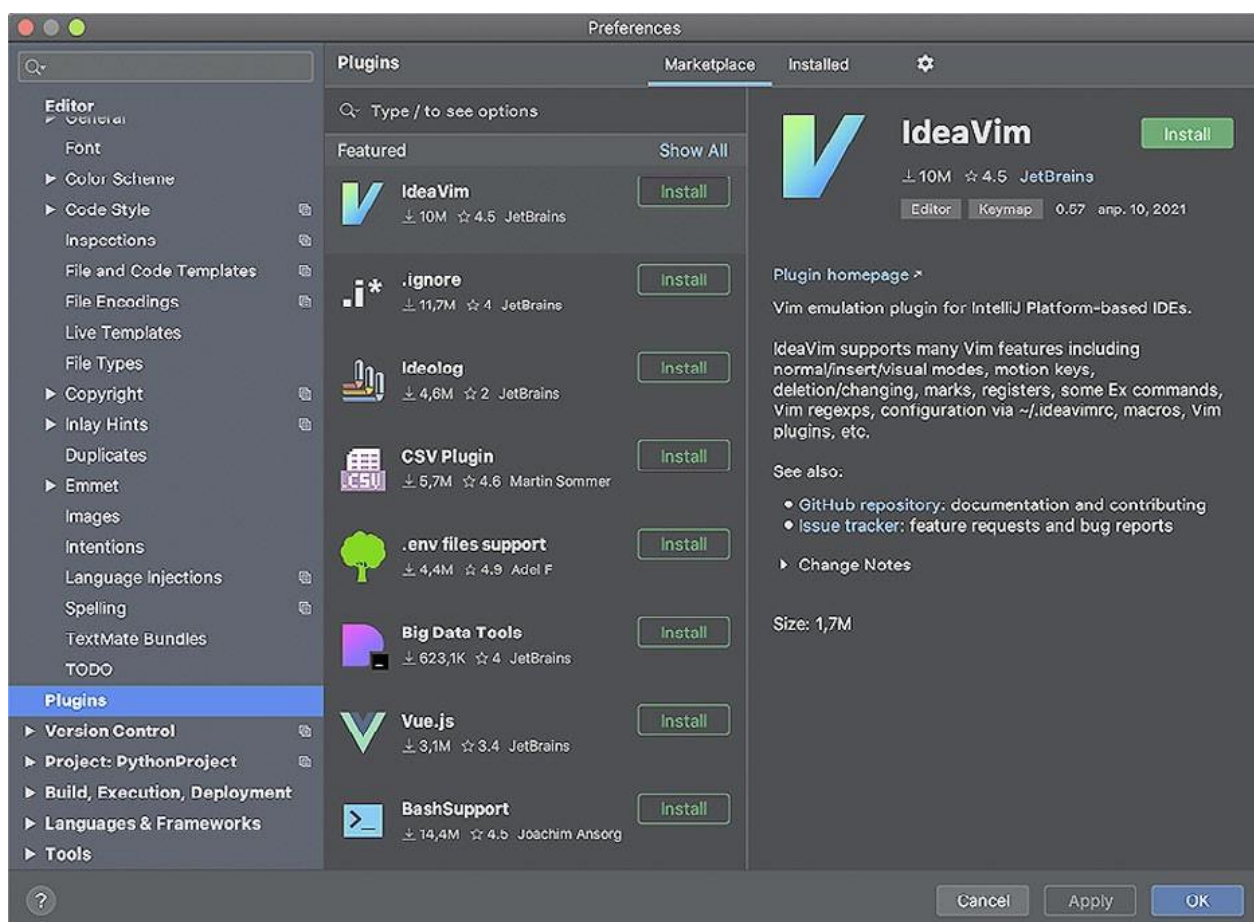 Preferences
Editor
General
Font
Color Scheme
Code Style
Inspections
File and Code Templates
File Encodings
Live Templates
File Types
Copyright
Inlay Hints
Duplicates
Emmet
Images
Intentions
Language Injections
Spelling
TextMate Bundles
TODO
Plugins
Version Control
Project: PythonProject
Build, Execution, Deployment
Languages & Frameworks
Tools
?
Plugins
Marketplace
Installed
Type / to see options
Featured
Show All
IdeaVim
Install
10M ☆ 4.5 JetBrains
.i*
.ignore
Install
11,7M ☆ 4 JetBrains
Ideolog
Install
4,6M ☆ 2 JetBrains
.CSV
CSV Plugin
Install
5,7M ☆ 4.6 Martin Sommer
.env files support
Install
4,4M ☆ 4.9 Adel F
Big Data Tools
Install
623,1K ☆ 4 JetBrains
Vue.js
Install
3,1M ☆ 3.4 JetBrains
BashSupport
Install
14,4M ☆ 4.5 Joachim Ansorg
IdeaVim
Install
10M ☆ 4.5 JetBrains
Editor Keymap 0.57 апр. 10, 2021
Plugin homepage ↗
Vim emulation plugin for IntelliJ Platform-based IDEs.
IdeaVim supports many Vim features including
normal/insert/visual modes, motion keys,
deletion/changing, marks, registers, some Ex commands,
Vim regexps, configuration via ~/.ideavimrc, macros, Vim
plugins, etc.
See also:
• GitHub repository: documentation and contributing
• Issue tracker: feature requests and bug reports
Change Notes
Size: 1,7M
Cancel
Apply
OK